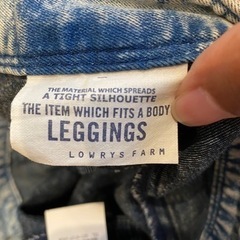 THE MATERIAL WHICH SPREADS
A TIGHT SILHOUETTE
THE ITEM WHICH FITS A BODY
LEGGINGS
LOWRYS FARM